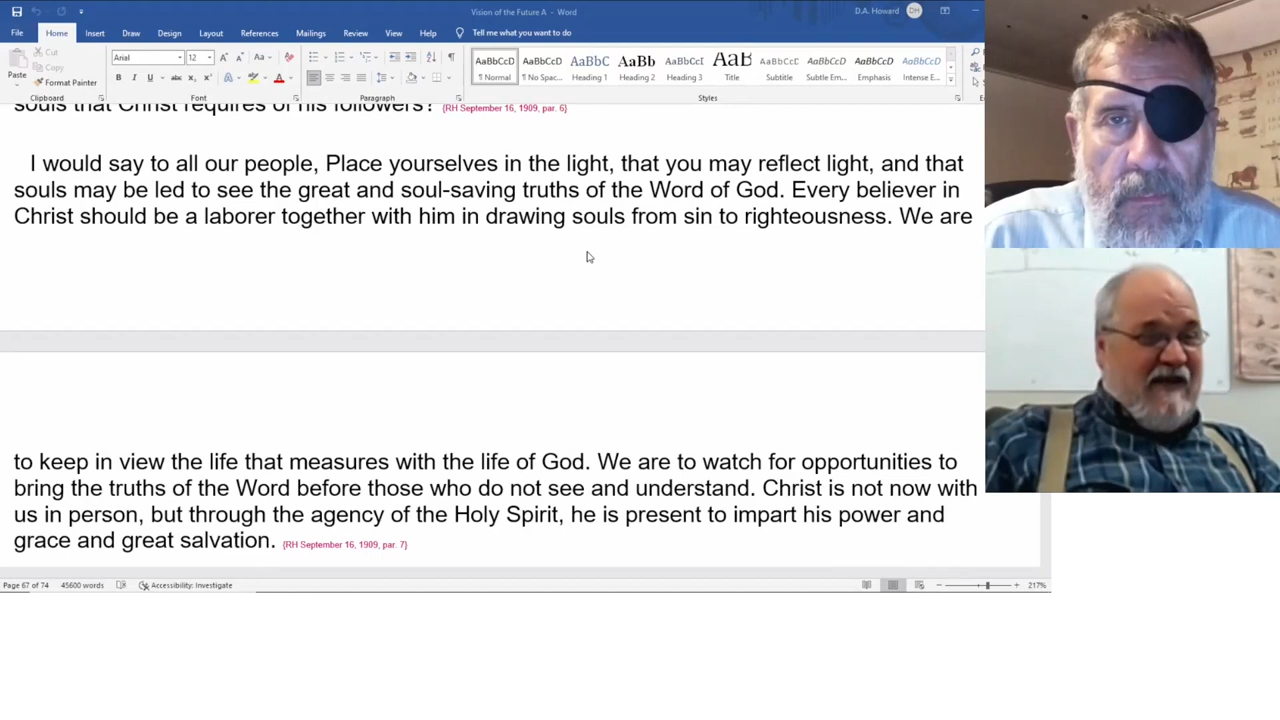 Vision of the Future A - Word
D.A. Howard DH
File Home Insert Draw Design Layout References Mailings Review View Help Tell me what you want to do
Paste
Cut
Copy
Format Painter
Clipboard
Arial 12
Font
Paragraph
AaBbCcD AaBbCcD AaBbC AaBb AaBbCcI AaB AaBbCcD AaBbCcD AaBbCcD AaBbCcI
¶ Normal ¶ No Spac... Heading 1 Heading 2 Heading 3 Title Subtitle Subtle Em... Emphasis Intense E...
Styles
souls that Christ requires of his followers? {RH September 16, 1909, par. 6}
I would say to all our people, Place yourselves in the light, that you may reflect light, and that
souls may be led to see the great and soul-saving truths of the Word of God. Every believer in
Christ should be a laborer together with him in drawing souls from sin to righteousness. We are
to keep in view the life that measures with the life of God. We are to watch for opportunities to
bring the truths of the Word before those who do not see and understand. Christ is not now with
us in person, but through the agency of the Holy Spirit, he is present to impart his power and
grace and great salvation. {RH September 16, 1909, par. 7}
Page 67 of 74 45600 words Accessibility: Investigate 217%